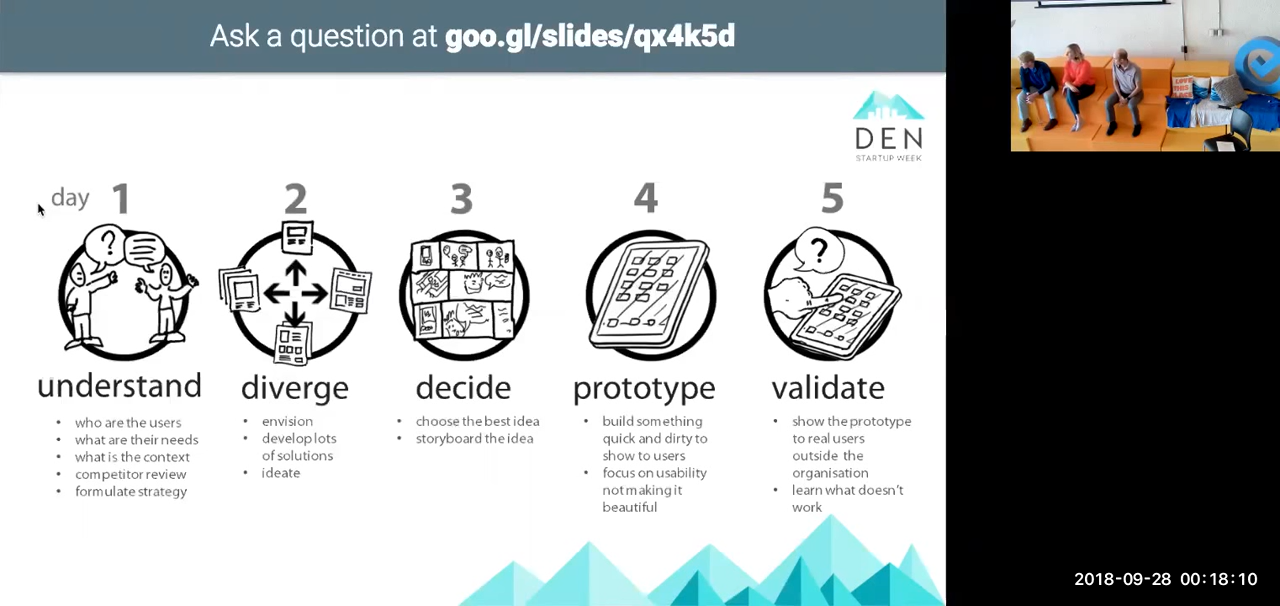 Ask a question at goo.gl/slides/qx4k5d
DEN
STARTUP WEEK
day 1 2 3 4 5
? ?
understand diverge decide prototype validate
• who are the users
• what are their needs
• what is the context
• competitor review
• formulate strategy
• envision
• develop lots
of solutions
• ideate
• choose the best idea
• storyboard the idea
• build something
quick and dirty to
show to users
• focus on usability
not making it
beautiful
• show the prototype
to real users
outside the
organisation
• learn what doesn't
work
LOVE
THIS
PLACE
2018-09-28 00:18:10